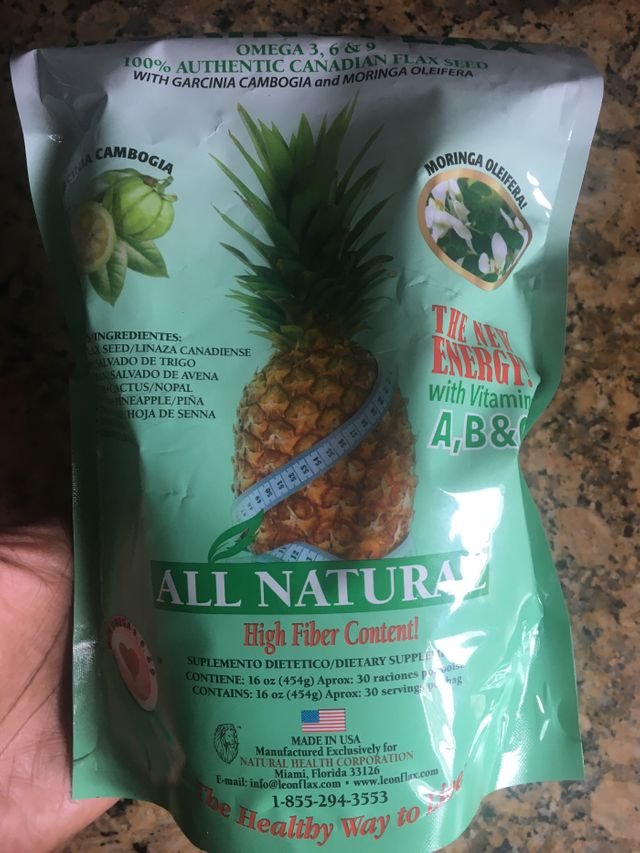 OMEGA 3, 6 & 9
100% AUTHENTIC CANADIAN FLAX SEED
WITH GARCINIA CAMBOGIA and MORINGA OLEIFERA
CAMBOGIA
MORINGA OLEIFERA!
INGREDIENTES:
SEED/LINAZA CANADIENSE
DE TRIGO
SALVADO DE AVENA
CACTUS/NOPAL
PIÑA
HOJA DE SENNA
THE NEW
ENERGY!
with Vitamin
A,B&
ALL NATURAL
High Fiber Content!
SUPLEMENTO DIETETICO/DIETARY
CONTIENE: 16 oz (454g) Aprox: 30 raciones
CONTAINS: 16 oz (454g) Aprox: 30 servings bag
MADE IN USA
Manufactured Exclusively for
NATURAL HEALTH CORPORATION
Miami, Florida 33126
E-mail: info@leonflax.com • www.leonflax.com
1-855-294-3553
The Healthy Way to